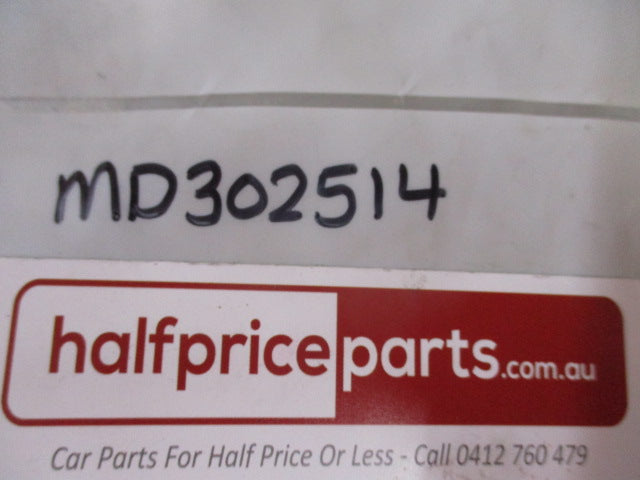 MD302514
halfpriceparts.com.au
Car Parts For Half Price Or Less - Call 0412 760 479